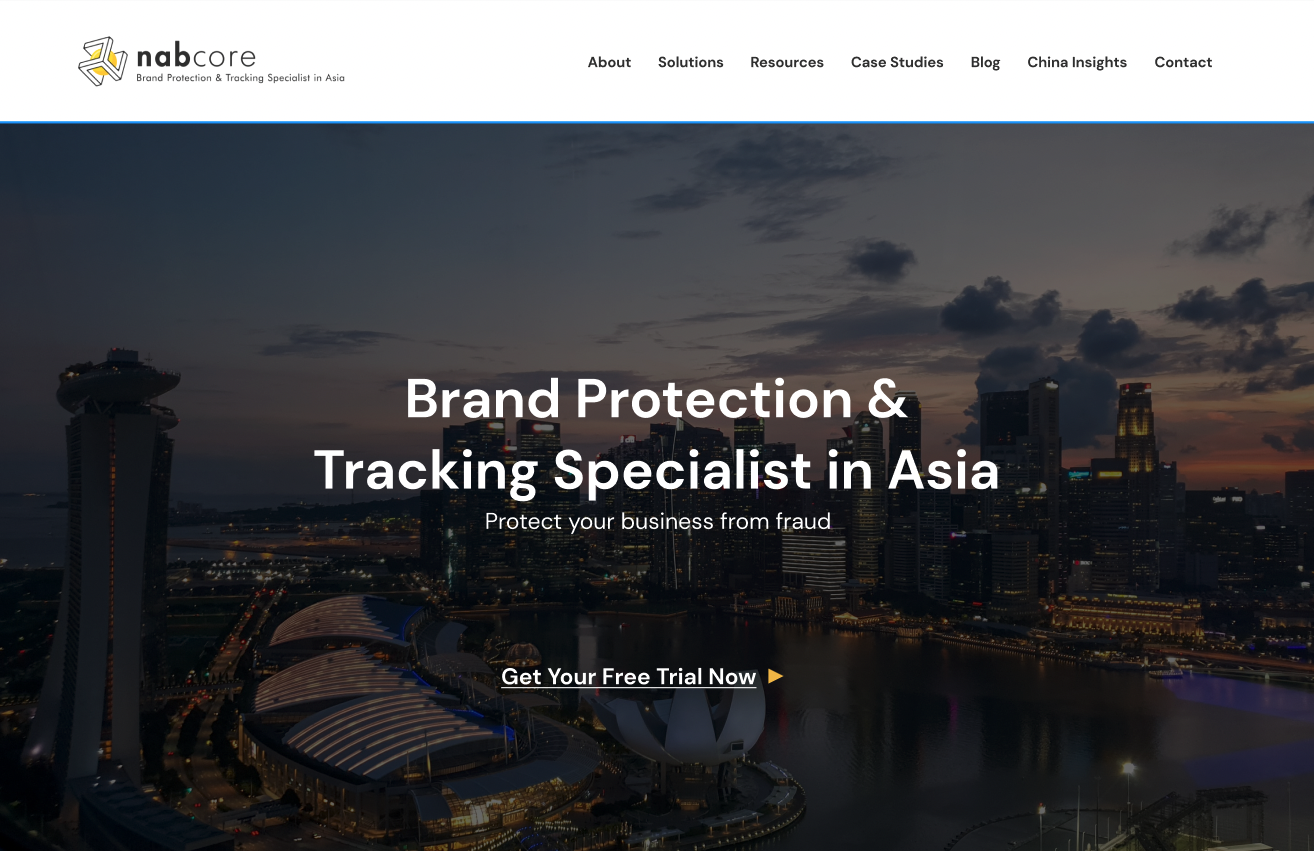 nabcore
Brand Protection & Tracking Specialist in Asia
About Solutions Resources Case Studies Blog China Insights Contact
Brand Protection &
Tracking Specialist in Asia
Protect your business from fraud
Get Your Free Trial Now